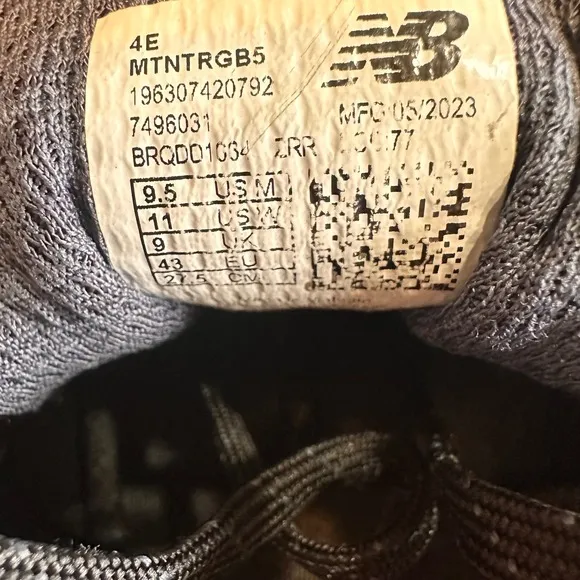 4E
MTNTRGB5
196307420792
7496031
MFG 05/2023
9.5 US M
11 US W
9 UK
43 EU
27.5 CM
NB